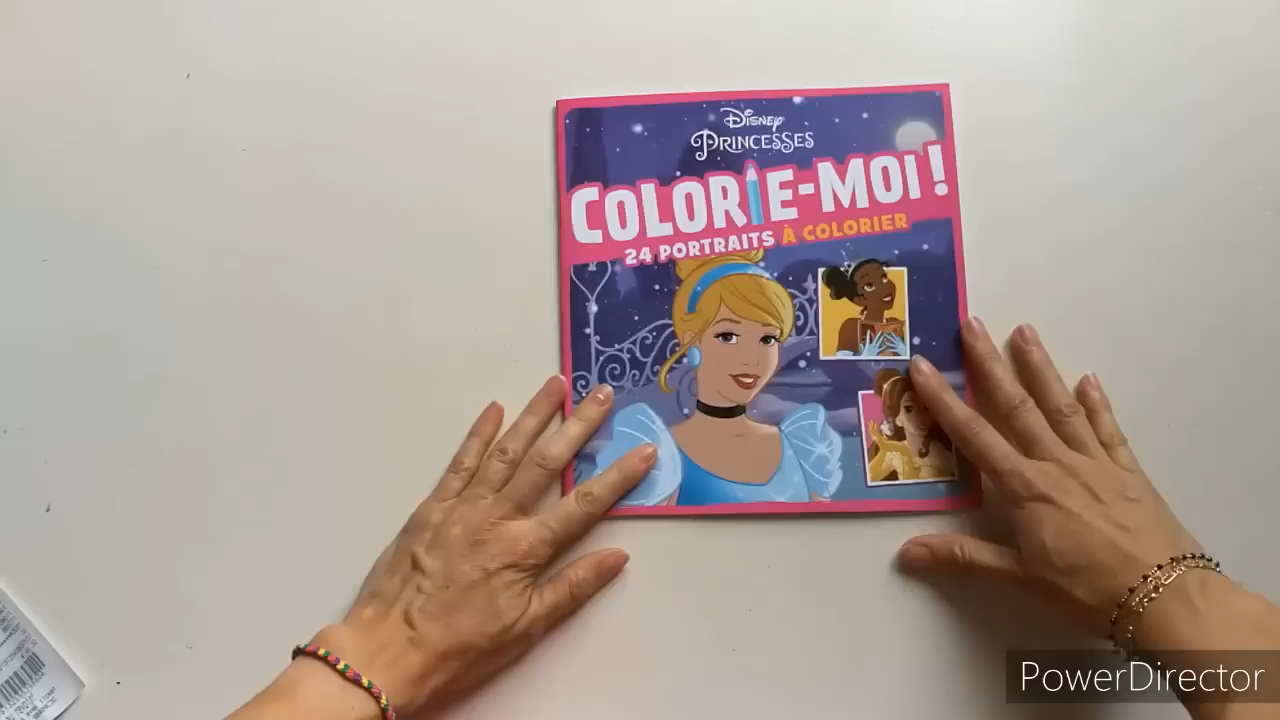 Disney
PRINCESSES
COLORIE-MOI !
24 PORTRAITS À COLORIER
PowerDirector